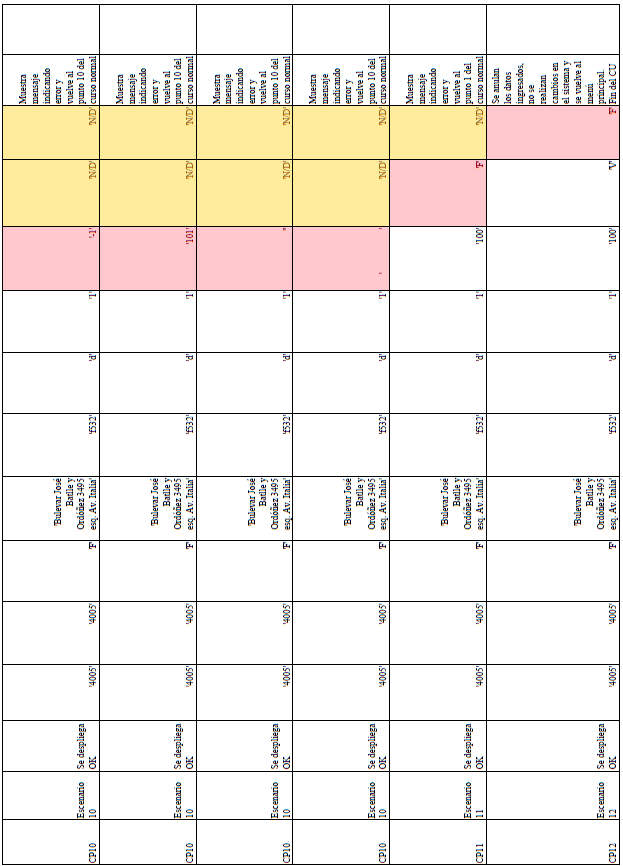 CP10
Escenario
10
Se despliega
OK
'4005'
'4005'
'F'
'Bulevar José
Batlle y
Ordóñez 3495
esq. Av. Italia'
'f532'
'd'
'1'
'-1'
'N/D'
'N/D'
Muestra
mensaje
indicando
error y
vuelve al
punto 10 del
curso normal
CP10
Escenario
10
Se despliega
OK
'4005'
'4005'
'F'
'Bulevar José
Batlle y
Ordóñez 3495
esq. Av. Italia'
'f532'
'd'
'1'
'101'
'N/D'
'N/D'
Muestra
mensaje
indicando
error y
vuelve al
punto 10 del
curso normal
CP10
Escenario
10
Se despliega
OK
'4005'
'4005'
'F'
'Bulevar José
Batlle y
Ordóñez 3495
esq. Av. Italia'
'f532'
'd'
'1'
''
'N/D'
'N/D'
Muestra
mensaje
indicando
error y
vuelve al
punto 10 del
curso normal
CP10
Escenario
10
Se despliega
OK
'4005'
'4005'
'F'
'Bulevar José
Batlle y
Ordóñez 3495
esq. Av. Italia'
'f532'
'd'
'1'
' '
'N/D'
'N/D'
Muestra
mensaje
indicando
error y
vuelve al
punto 10 del
curso normal
CP11
Escenario
11
Se despliega
OK
'4005'
'4005'
'F'
'Bulevar José
Batlle y
Ordóñez 3495
esq. Av. Italia'
'f532'
'd'
'1'
'100'
'F'
'N/D'
Muestra
mensaje
indicando
error y
vuelve al
punto 1 del
curso normal
CP12
Escenario
12
Se despliega
OK
'4005'
'4005'
'F'
'Bulevar José
Batlle y
Ordóñez 3495
esq. Av. Italia'
'f532'
'd'
'1'
'100'
'V'
'F'
Se anulan
los datos
ingresados,
no se
realizan
cambios en
el sistema y
se vuelve al
menú
principal.
Fin del CU